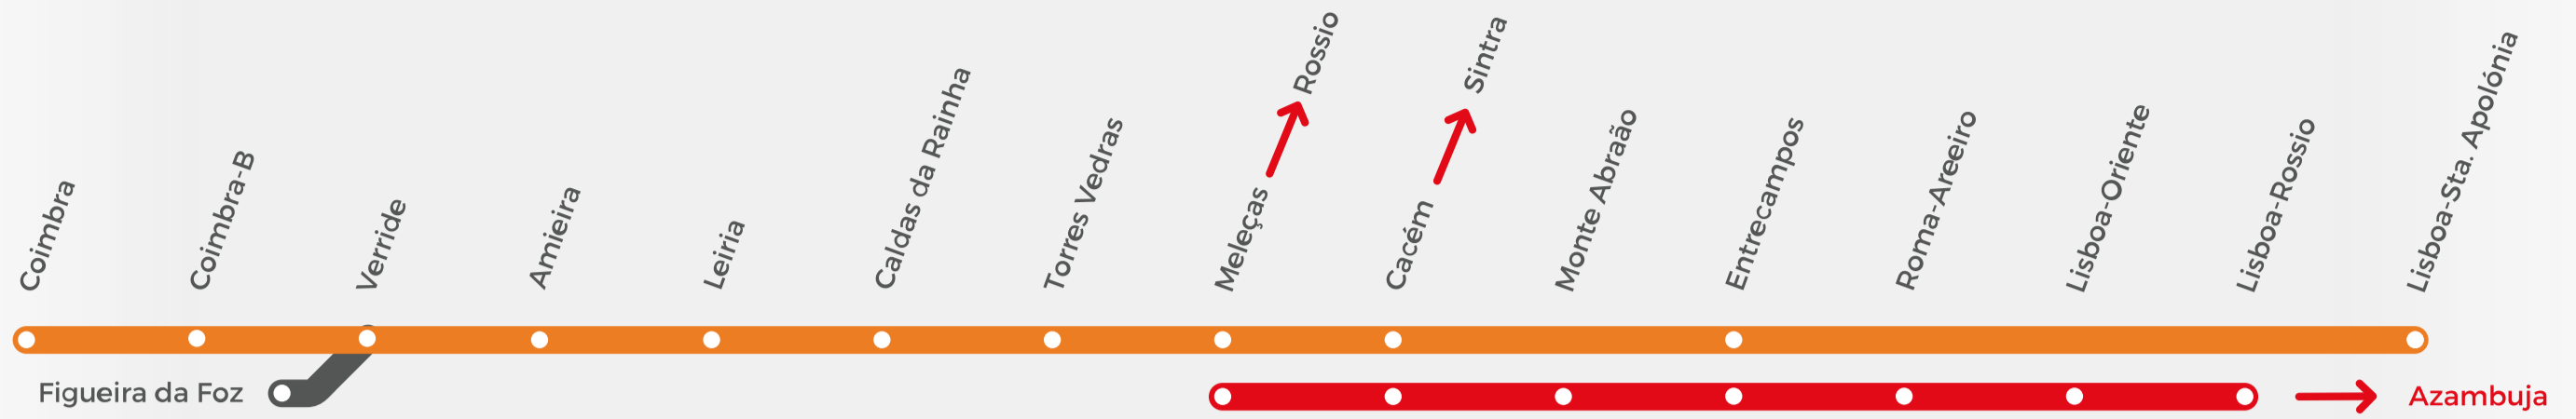 Coimbra
Coimbra-B
Verride
Amieira
Leiria
Caldas da Rainha
Torres Vedras
Meleças
Rossio
Cacém
Sintra
Monte Abraão
Entrecampos
Roma-Areeiro
Lisboa-Oriente
Lisboa-Rossio
Lisboa-Sta. Apolónia
Figueira da Foz
Azambuja